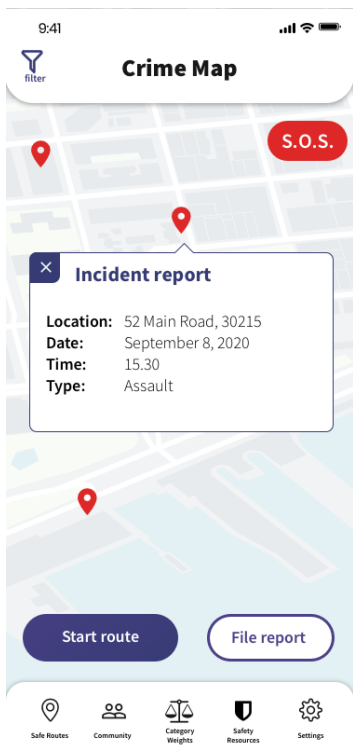 9:41
filter
Crime Map
S.O.S.
Incident report
Location: 52 Main Road, 30215
Date: September 8, 2020
Time: 15.30
Type: Assault
Start route
File report
Safe Routes
Community
Category
Weights
Safety
Resources
Settings